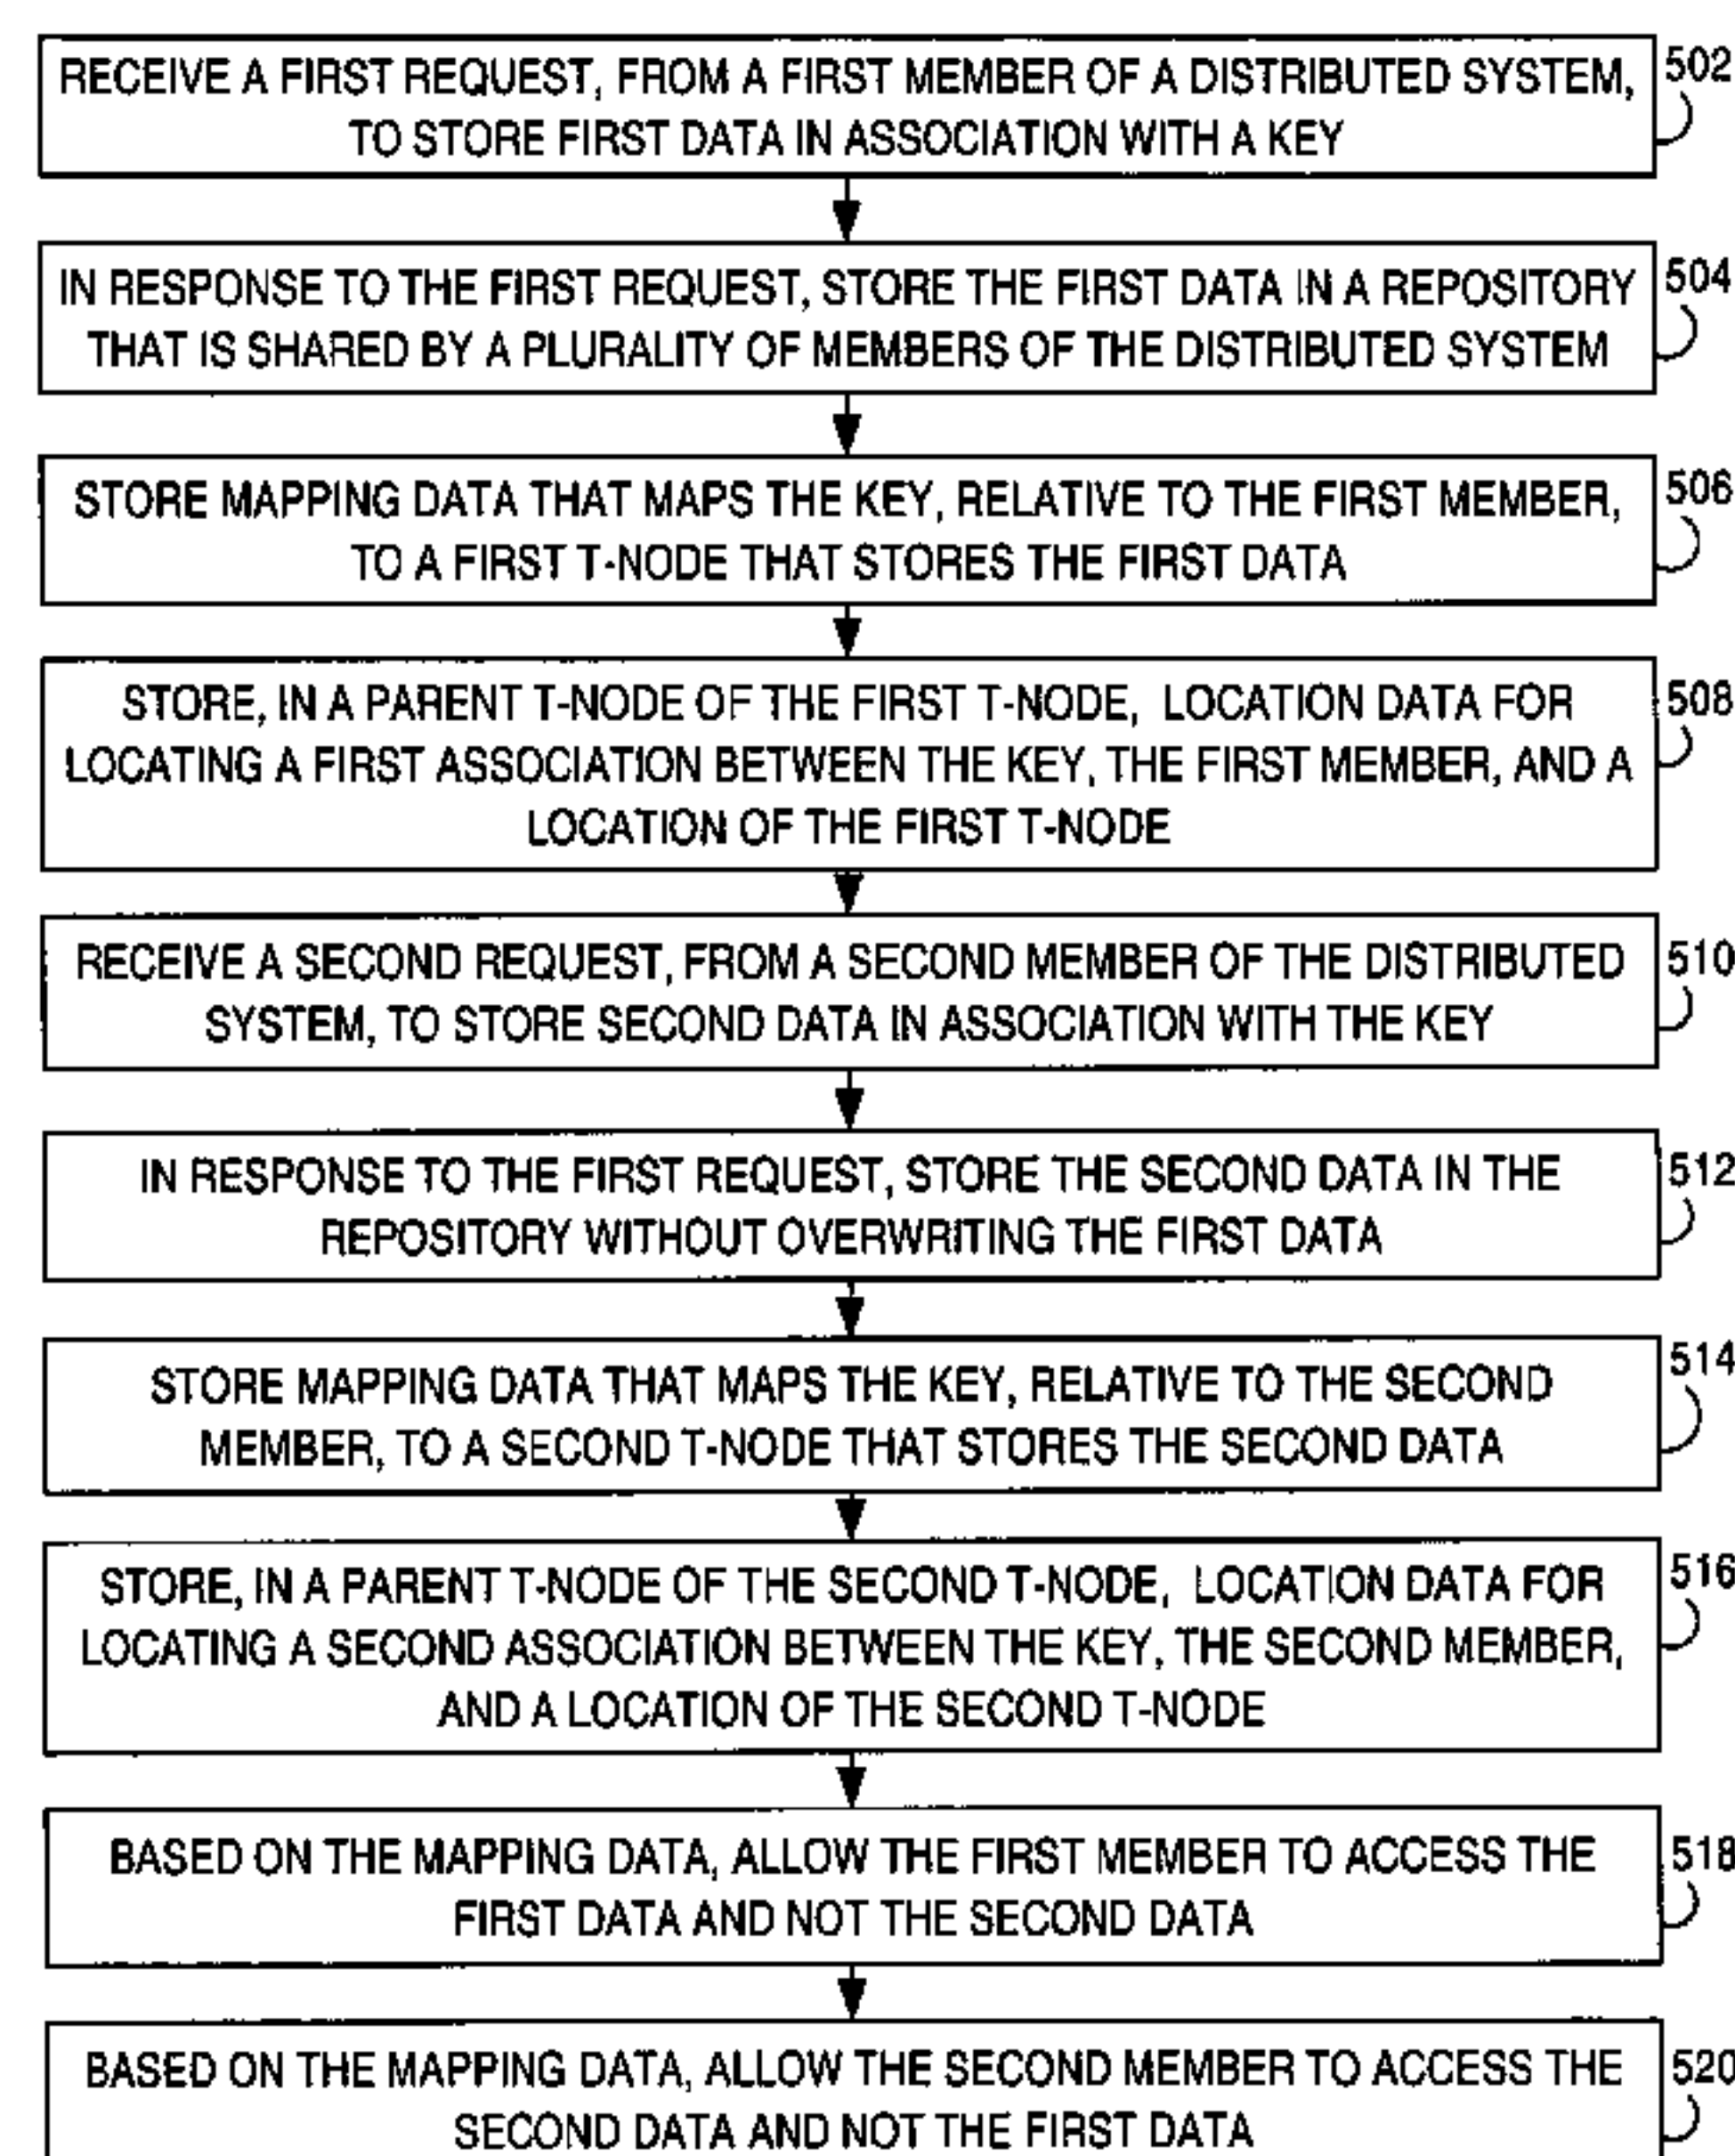 RECEIVE A FIRST REQUEST, FROM A FIRST MEMBER OF A DISTRIBUTED SYSTEM,
TO STORE FIRST DATA IN ASSOCIATION WITH A KEY
502
IN RESPONSE TO THE FIRST REQUEST, STORE THE FIRST DATA IN A REPOSITORY
THAT IS SHARED BY A PLURALITY OF MEMBERS OF THE DISTRIBUTED SYSTEM
504
STORE MAPPING DATA THAT MAPS THE KEY, RELATIVE TO THE FIRST MEMBER,
TO A FIRST T-NODE THAT STORES THE FIRST DATA
506
STORE, IN A PARENT T-NODE OF THE FIRST T-NODE, LOCATION DATA FOR
LOCATING A FIRST ASSOCIATION BETWEEN THE KEY, THE FIRST MEMBER, AND A
LOCATION OF THE FIRST T-NODE
508
RECEIVE A SECOND REQUEST, FROM A SECOND MEMBER OF THE DISTRIBUTED
SYSTEM, TO STORE SECOND DATA IN ASSOCIATION WITH THE KEY
510
IN RESPONSE TO THE FIRST REQUEST, STORE THE SECOND DATA IN THE
REPOSITORY WITHOUT OVERWRITING THE FIRST DATA
512
STORE MAPPING DATA THAT MAPS THE KEY, RELATIVE TO THE SECOND
MEMBER, TO A SECOND T-NODE THAT STORES THE SECOND DATA
514
STORE, IN A PARENT T-NODE OF THE SECOND T-NODE, LOCATION DATA FOR
LOCATING A SECOND ASSOCIATION BETWEEN THE KEY, THE SECOND MEMBER,
AND A LOCATION OF THE SECOND T-NODE
516
BASED ON THE MAPPING DATA, ALLOW THE FIRST MEMBER TO ACCESS THE
FIRST DATA AND NOT THE SECOND DATA
518
BASED ON THE MAPPING DATA, ALLOW THE SECOND MEMBER TO ACCESS THE
SECOND DATA AND NOT THE FIRST DATA
520